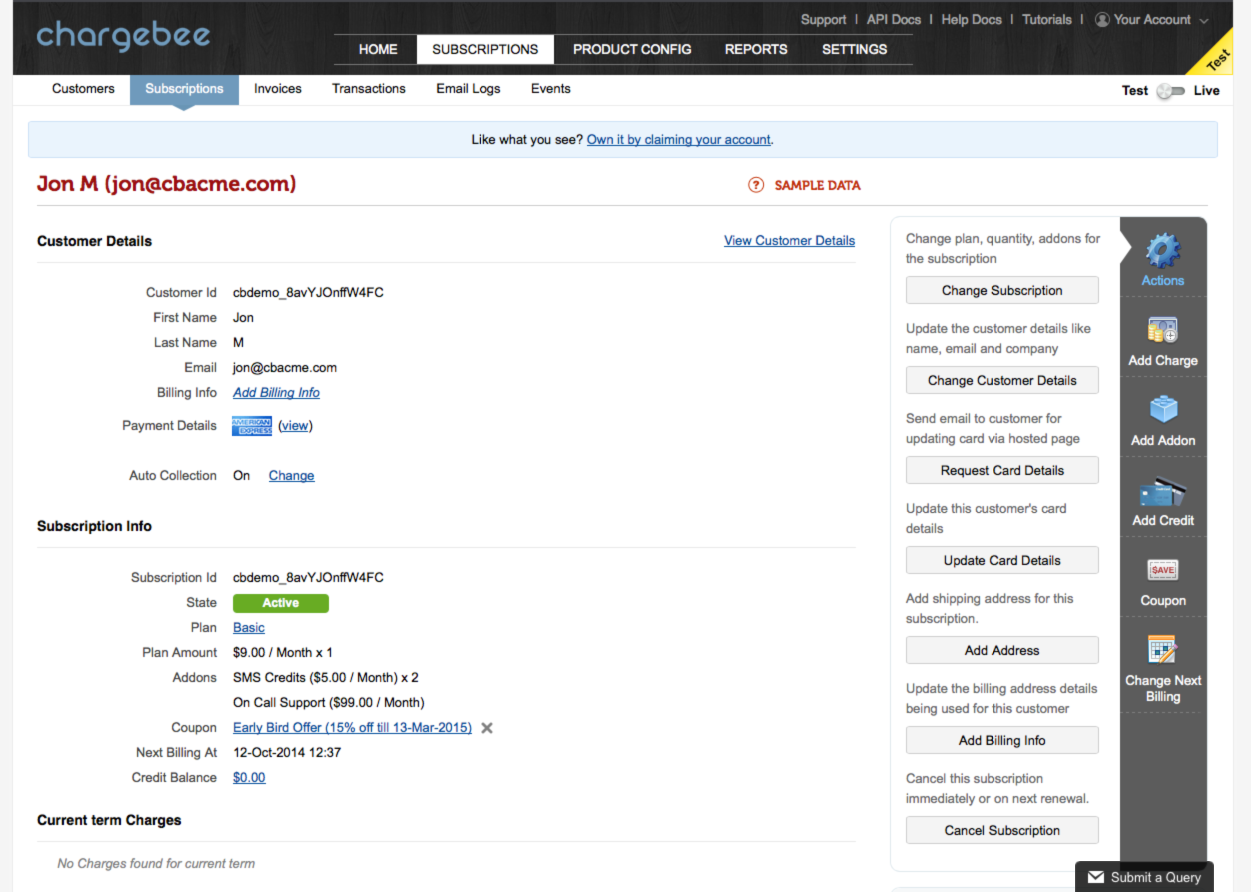 chargebee
Support | API Docs | Help Docs | Tutorials | Your Account
HOME SUBSCRIPTIONS PRODUCT CONFIG REPORTS SETTINGS
Test
Customers Subscriptions Invoices Transactions Email Logs Events
Test Live
Like what you see? Own it by claiming your account.
Jon M (jon@cbacme.com)
? SAMPLE DATA
Customer Details
View Customer Details
Customer Id cbdemo_8avYJOnffW4FC
First Name Jon
Last Name M
Email jon@cbacme.com
Billing Info Add Billing Info
Payment Details AMERICAN EXPRESS (view)
Auto Collection On Change
Subscription Info
Subscription Id cbdemo_8avYJOnffW4FC
State Active
Plan Basic
Plan Amount $9.00 / Month x 1
Addons SMS Credits ($5.00 / Month) x 2
On Call Support ($99.00 / Month)
Coupon Early Bird Offer (15% off till 13-Mar-2015)
Next Billing At 12-Oct-2014 12:37
Credit Balance $0.00
Current term Charges
No Charges found for current term
Change plan, quantity, addons for
the subscription
Change Subscription
Update the customer details like
name, email and company
Change Customer Details
Send email to customer for
updating card via hosted page
Request Card Details
Update this customer's card
details
Update Card Details
Add shipping address for this
subscription.
Add Address
Update the billing address details
being used for this customer
Add Billing Info
Cancel this subscription
immediately or on next renewal.
Cancel Subscription
Actions
Add Charge
Add Addon
Add Credit
SAVE
Coupon
Change Next
Billing
Submit a Query